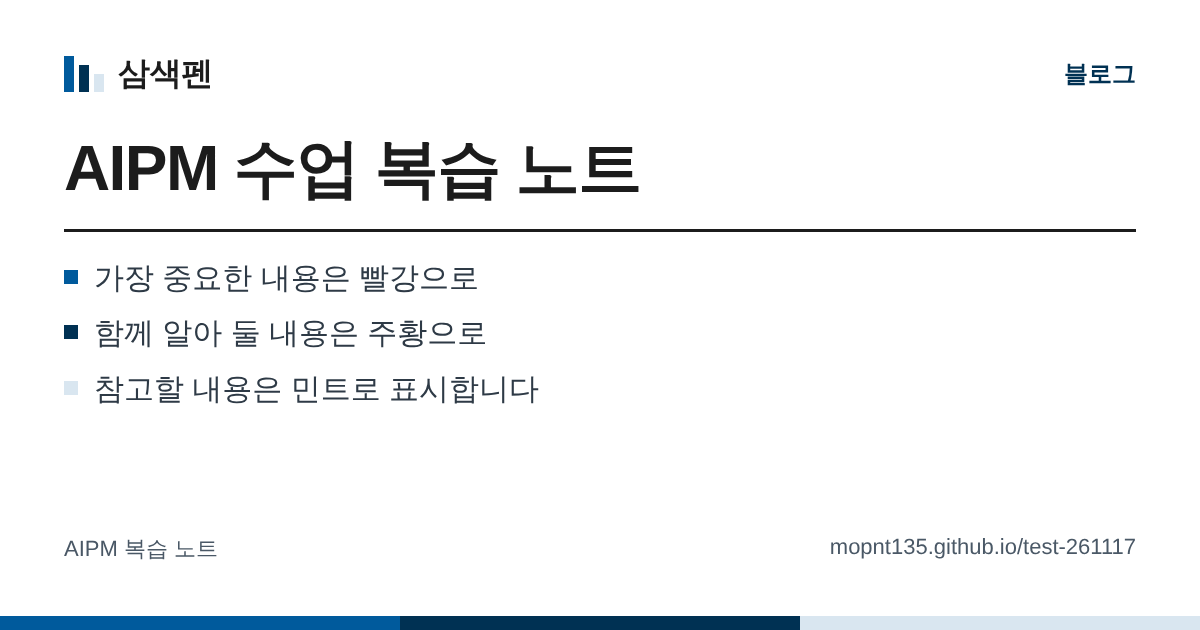 삼색펜
블로그
AIPM 수업 복습 노트
가장 중요한 내용은 빨강으로
함께 알아 둘 내용은 주황으로
참고할 내용은 민트로 표시합니다
AIPM 복습 노트
mopnt135.github.io/test-261117